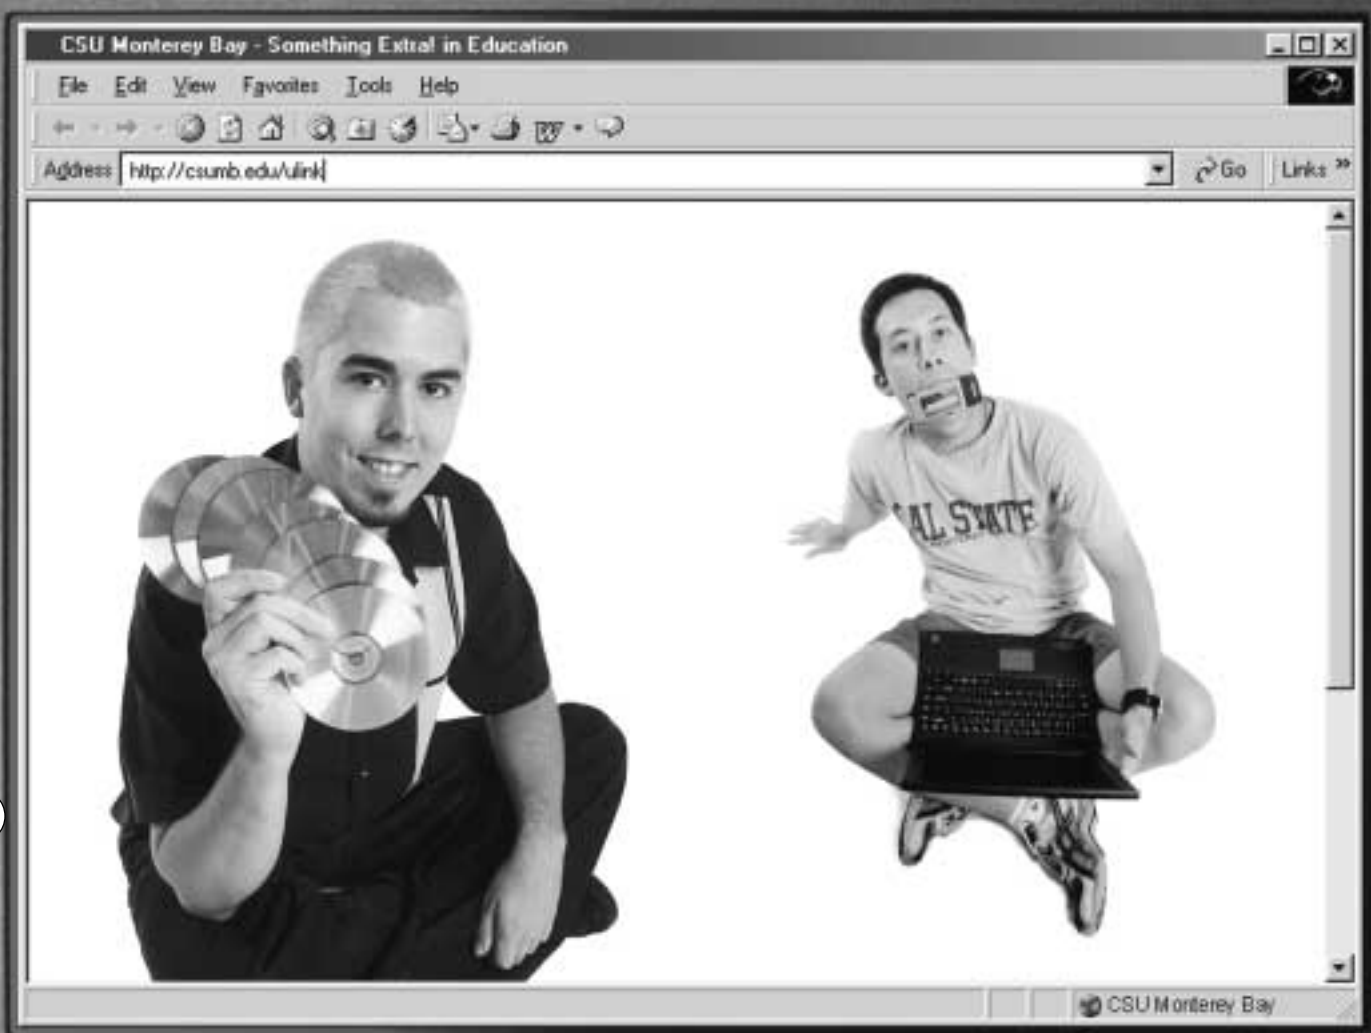 CSU Monterey Bay - Something Extra! in Education
File Edit View Favorites Tools Help
Address http://csumb.edu/ulink Go Links »
CAL STATE
CSU Monterey Bay